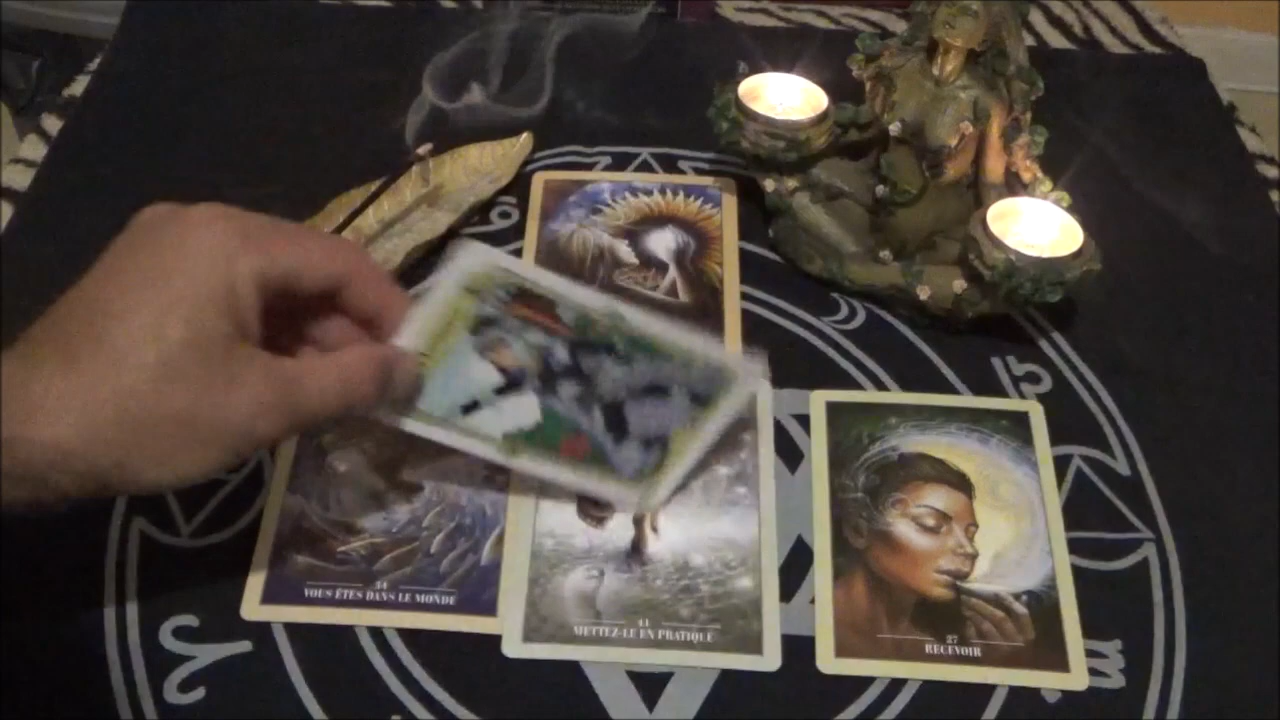 34
VOUS ÊTES DANS LE MONDE
41
METTEZ-LE EN PRATIQUE
27
RECEVOIR